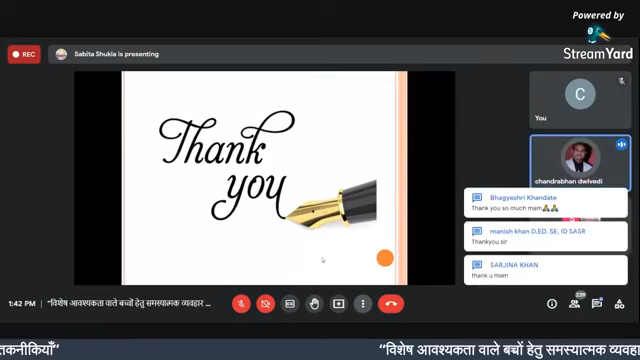 Powered by
StreamYard
REC
Sabita Shukla is presenting
C
You
chandrabhan dwivedi
Thank
you
Bhagyashri Khandate
Thank you so much mam🙏🙏
manish khan D.ED. SE. ID SASR
Thankyou sir
SARJINA KHAN
thank u mam
239
1:42 PM | "विशेष आवश्यकता वाले बच्चों हेतु समस्यात्मक व्यवहार ...
तकनीकियाँ"
"विशेष आवश्यकता वाले बच्चों हेतु समस्यात्मक